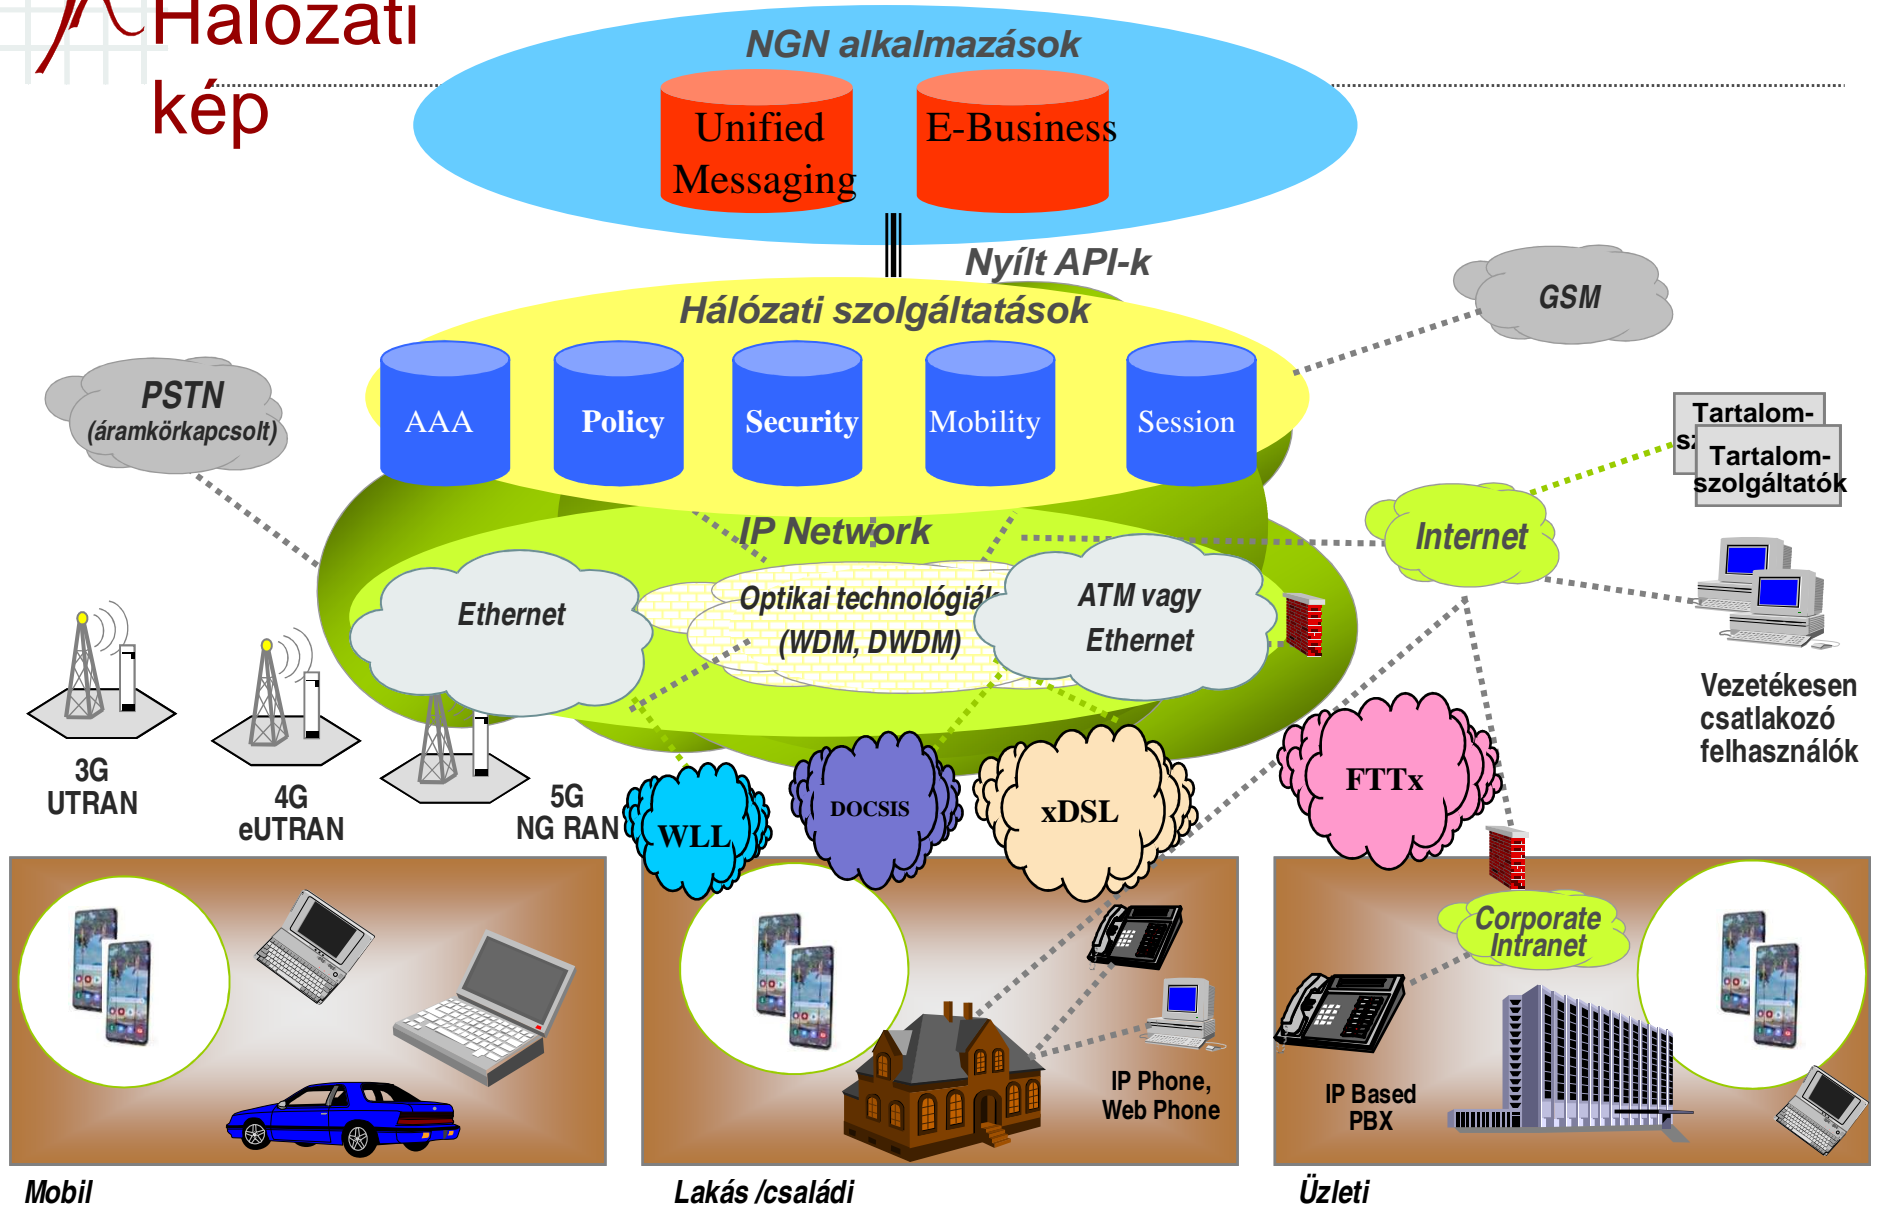 Hálózati
kép
NGN alkalmazások
Unified
Messaging
E-Business
Nyílt API-k
Hálózati szolgáltatások
GSM
PSTN
(áramkörkapcsolt)
AAA
Policy
Security
Mobility
Session
Tartalom-
Tartalom-
szolgáltatók
IP Network
Internet
Ethernet
Optikai technológiák
(WDM, DWDM)
ATM vagy
Ethernet
Vezetékesen
csatlakozó
felhasználók
3G
UTRAN
4G
eUTRAN
5G
NG RAN
WLL
DOCSIS
xDSL
FTTx
Corporate
Intranet
IP Phone,
Web Phone
IP Based
PBX
Mobil
Lakás /családi
Üzleti